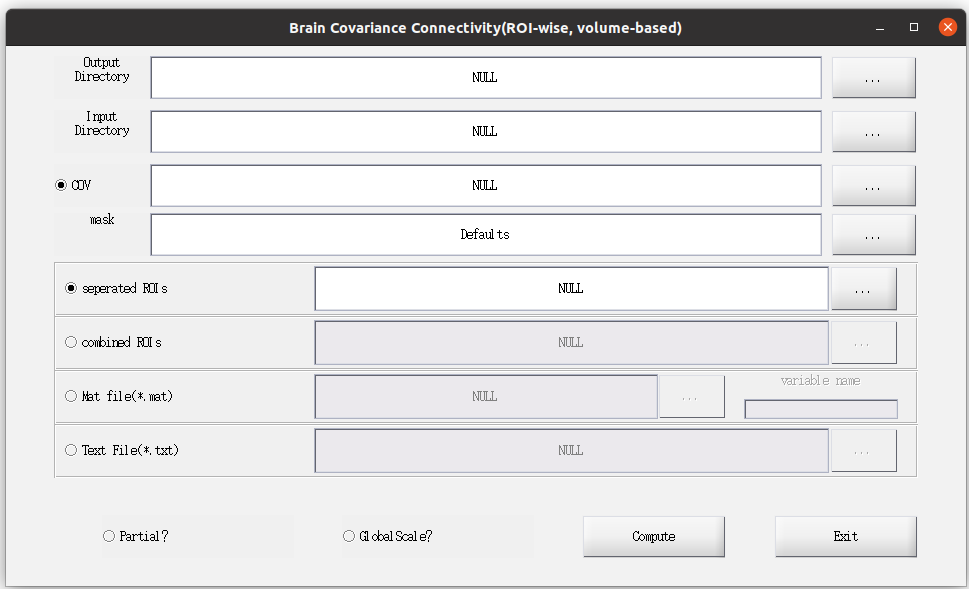 Brain Covariance Connectivity(ROI-wise, volume-based)
Output
Directory
NULL
...
Input
Directory
NULL
...
COV
NULL
...
mask
Defaults
...
seperated ROIs
NULL
...
combined ROIs
NULL
...
Mat file(*.mat)
NULL
...
variable name
Text File(*.txt)
NULL
...
Partial?
GlobalScale?
Compute
Exit